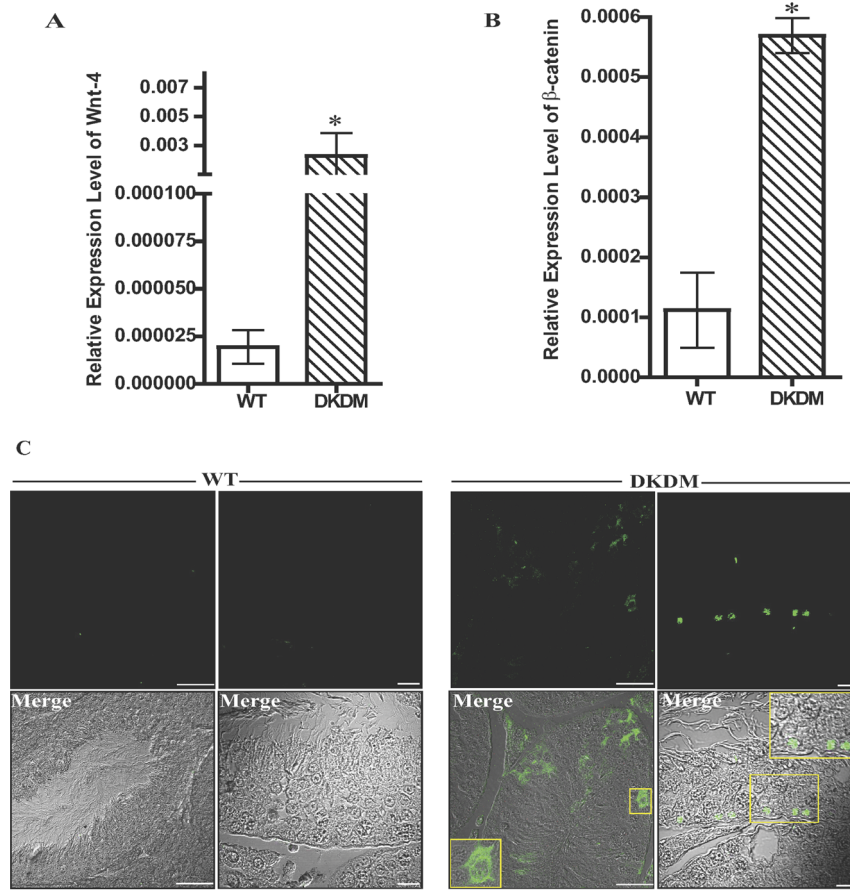 A
Relative Expression Level of Wnt-4
0.007
0.005
0.003
0.000100
0.000075
0.000050
0.000025
0.000000
*
WT
DKDM
B
Relative Expression Level of β-catenin
0.0006
0.0005
0.0004
0.0003
0.0002
0.0001
0.0000
*
WT
DKDM
C
WT
DKDM
Merge
Merge
Merge
Merge